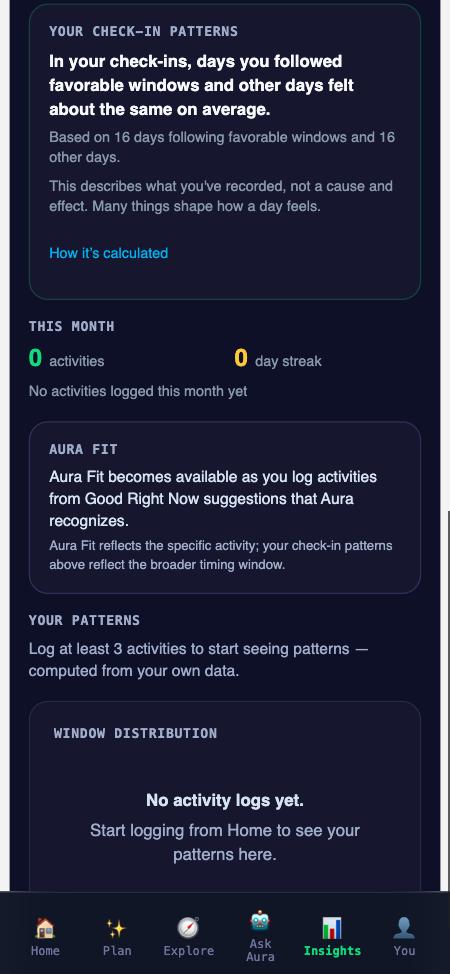 YOUR CHECK-IN PATTERNS
In your check-ins, days you followed
favorable windows and other days felt
about the same on average.
Based on 16 days following favorable windows and 16
other days.
This describes what you've recorded, not a cause and
effect. Many things shape how a day feels.
How it's calculated
THIS MONTH
0 activities
0 day streak
No activities logged this month yet
AURA FIT
Aura Fit becomes available as you log activities
from Good Right Now suggestions that Aura
recognizes.
Aura Fit reflects the specific activity; your check-in patterns
above reflect the broader timing window.
YOUR PATTERNS
Log at least 3 activities to start seeing patterns —
computed from your own data.
WINDOW DISTRIBUTION
No activity logs yet.
Start logging from Home to see your
patterns here.
Home
Plan
Explore
Ask
Aura
Insights
You